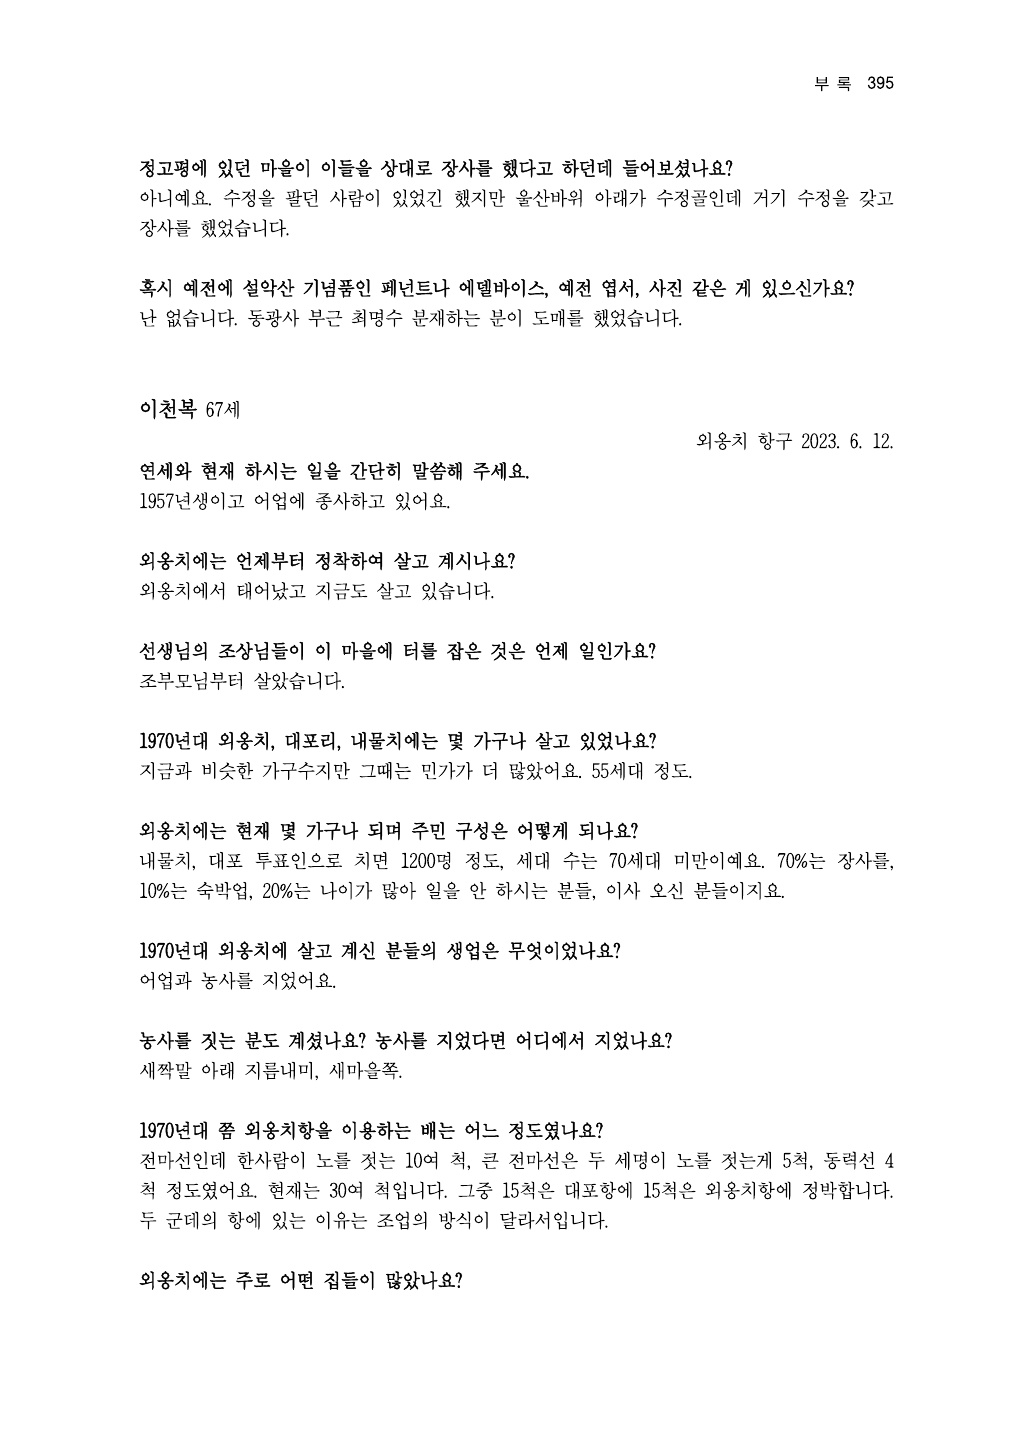 부 록 395
정고평에 있던 마을이 이들을 상대로 장사를 했다고 하던데 들어보셨나요?
아니예요. 수정을 팔던 사람이 있었긴 했지만 울산바위 아래가 수정골인데 거기 수정을 갖고
장사를 했었습니다.
혹시 예전에 설악산 기념품인 페넌트나 에델바이스, 예전 엽서, 사진 같은 게 있으신가요?
난 없습니다. 동광사 부근 최명수 분재하는 분이 도매를 했었습니다.
이천복 67세
외옹치 항구 2023. 6. 12.
연세와 현재 하시는 일을 간단히 말씀해 주세요.
1957년생이고 어업에 종사하고 있어요.
외옹치에는 언제부터 정착하여 살고 계시나요?
외옹치에서 태어났고 지금도 살고 있습니다.
선생님의 조상님들이 이 마을에 터를 잡은 것은 언제 일인가요?
조부모님부터 살았습니다.
1970년대 외옹치, 대포리, 내물치에는 몇 가구나 살고 있었나요?
지금과 비슷한 가구수지만 그때는 민가가 더 많았어요. 55세대 정도.
외옹치에는 현재 몇 가구나 되며 주민 구성은 어떻게 되나요?
내물치, 대포 투표인으로 치면 1200명 정도, 세대 수는 70세대 미만이예요. 70%는 장사를,
10%는 숙박업, 20%는 나이가 많아 일을 안 하시는 분들, 이사 오신 분들이지요.
1970년대 외옹치에 살고 계신 분들의 생업은 무엇이었나요?
어업과 농사를 지었어요.
농사를 짓는 분도 계셨나요? 농사를 지었다면 어디에서 지었나요?
새짝말 아래 지름내미, 새마을쪽.
1970년대 쯤 외옹치항을 이용하는 배는 어느 정도였나요?
전마선인데 한사람이 노를 젓는 10여 척, 큰 전마선은 두 세명이 노를 젓는게 5척, 동력선 4
척 정도였어요. 현재는 30여 척입니다. 그중 15척은 대포항에 15척은 외옹치항에 정박합니다.
두 군데의 항에 있는 이유는 조업의 방식이 달라서입니다.
외옹치에는 주로 어떤 집들이 많았나요?